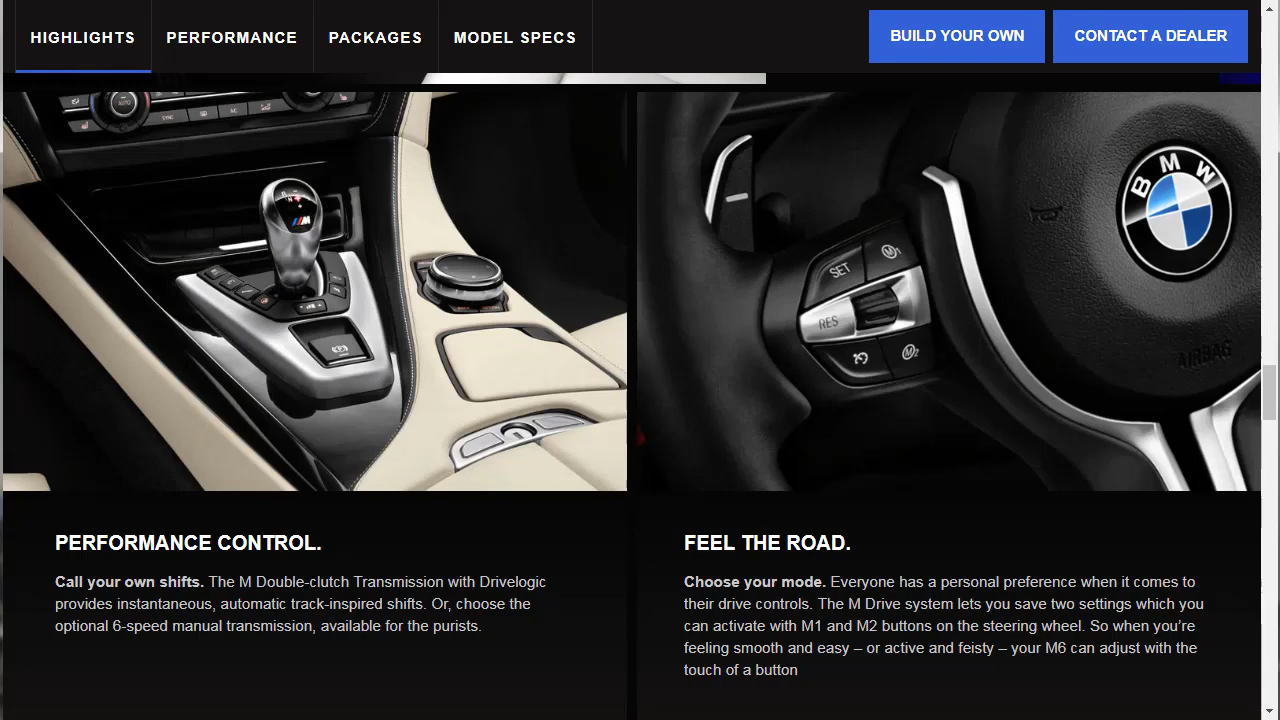 HIGHLIGHTS
PERFORMANCE
PACKAGES
MODEL SPECS
BUILD YOUR OWN
CONTACT A DEALER
AUTO
SYNC
M
BMW
SET
M1
RES
M2
AIRBAG
PERFORMANCE CONTROL.
Call your own shifts. The M Double-clutch Transmission with Drivelogic
provides instantaneous, automatic track-inspired shifts. Or, choose the
optional 6-speed manual transmission, available for the purists.
FEEL THE ROAD.
Choose your mode. Everyone has a personal preference when it comes to
their drive controls. The M Drive system lets you save two settings which you
can activate with M1 and M2 buttons on the steering wheel. So when you’re
feeling smooth and easy – or active and feisty – your M6 can adjust with the
touch of a button